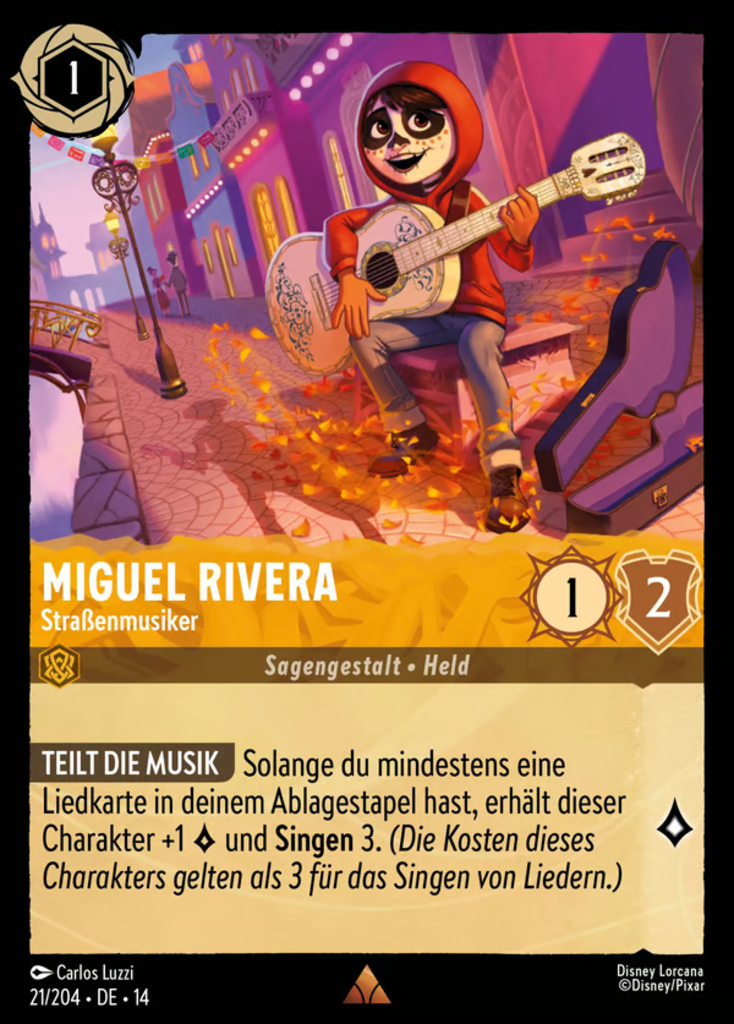 1
MIGUEL RIVERA
Straßenmusiker
1 2
Sagengestalt • Held
TEILT DIE MUSIK Solange du mindestens eine
Liedkarte in deinem Ablagestapel hast, erhält dieser
Charakter +1 und Singen 3. (Die Kosten dieses
Charakters gelten als 3 für das Singen von Liedern.)
Carlos Luzzi
21/204 • DE • 14
Disney Lorcana
©Disney/Pixar